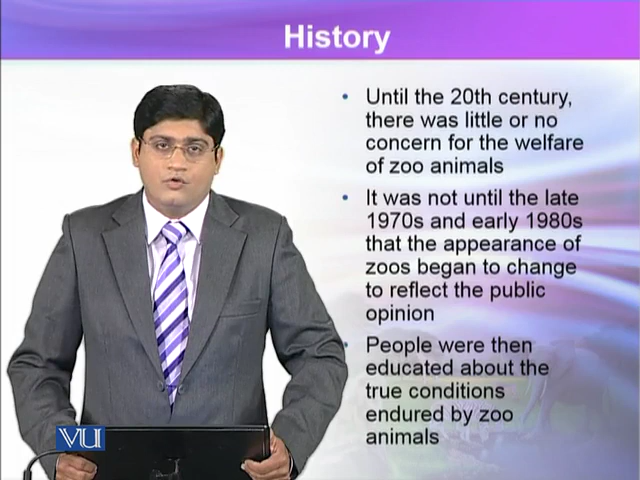 History
• Until the 20th century,
there was little or no
concern for the welfare
of zoo animals
• It was not until the late
1970s and early 1980s
that the appearance of
zoos began to change
to reflect the public
opinion
• People were then
educated about the
true conditions
endured by zoo
animals
VU